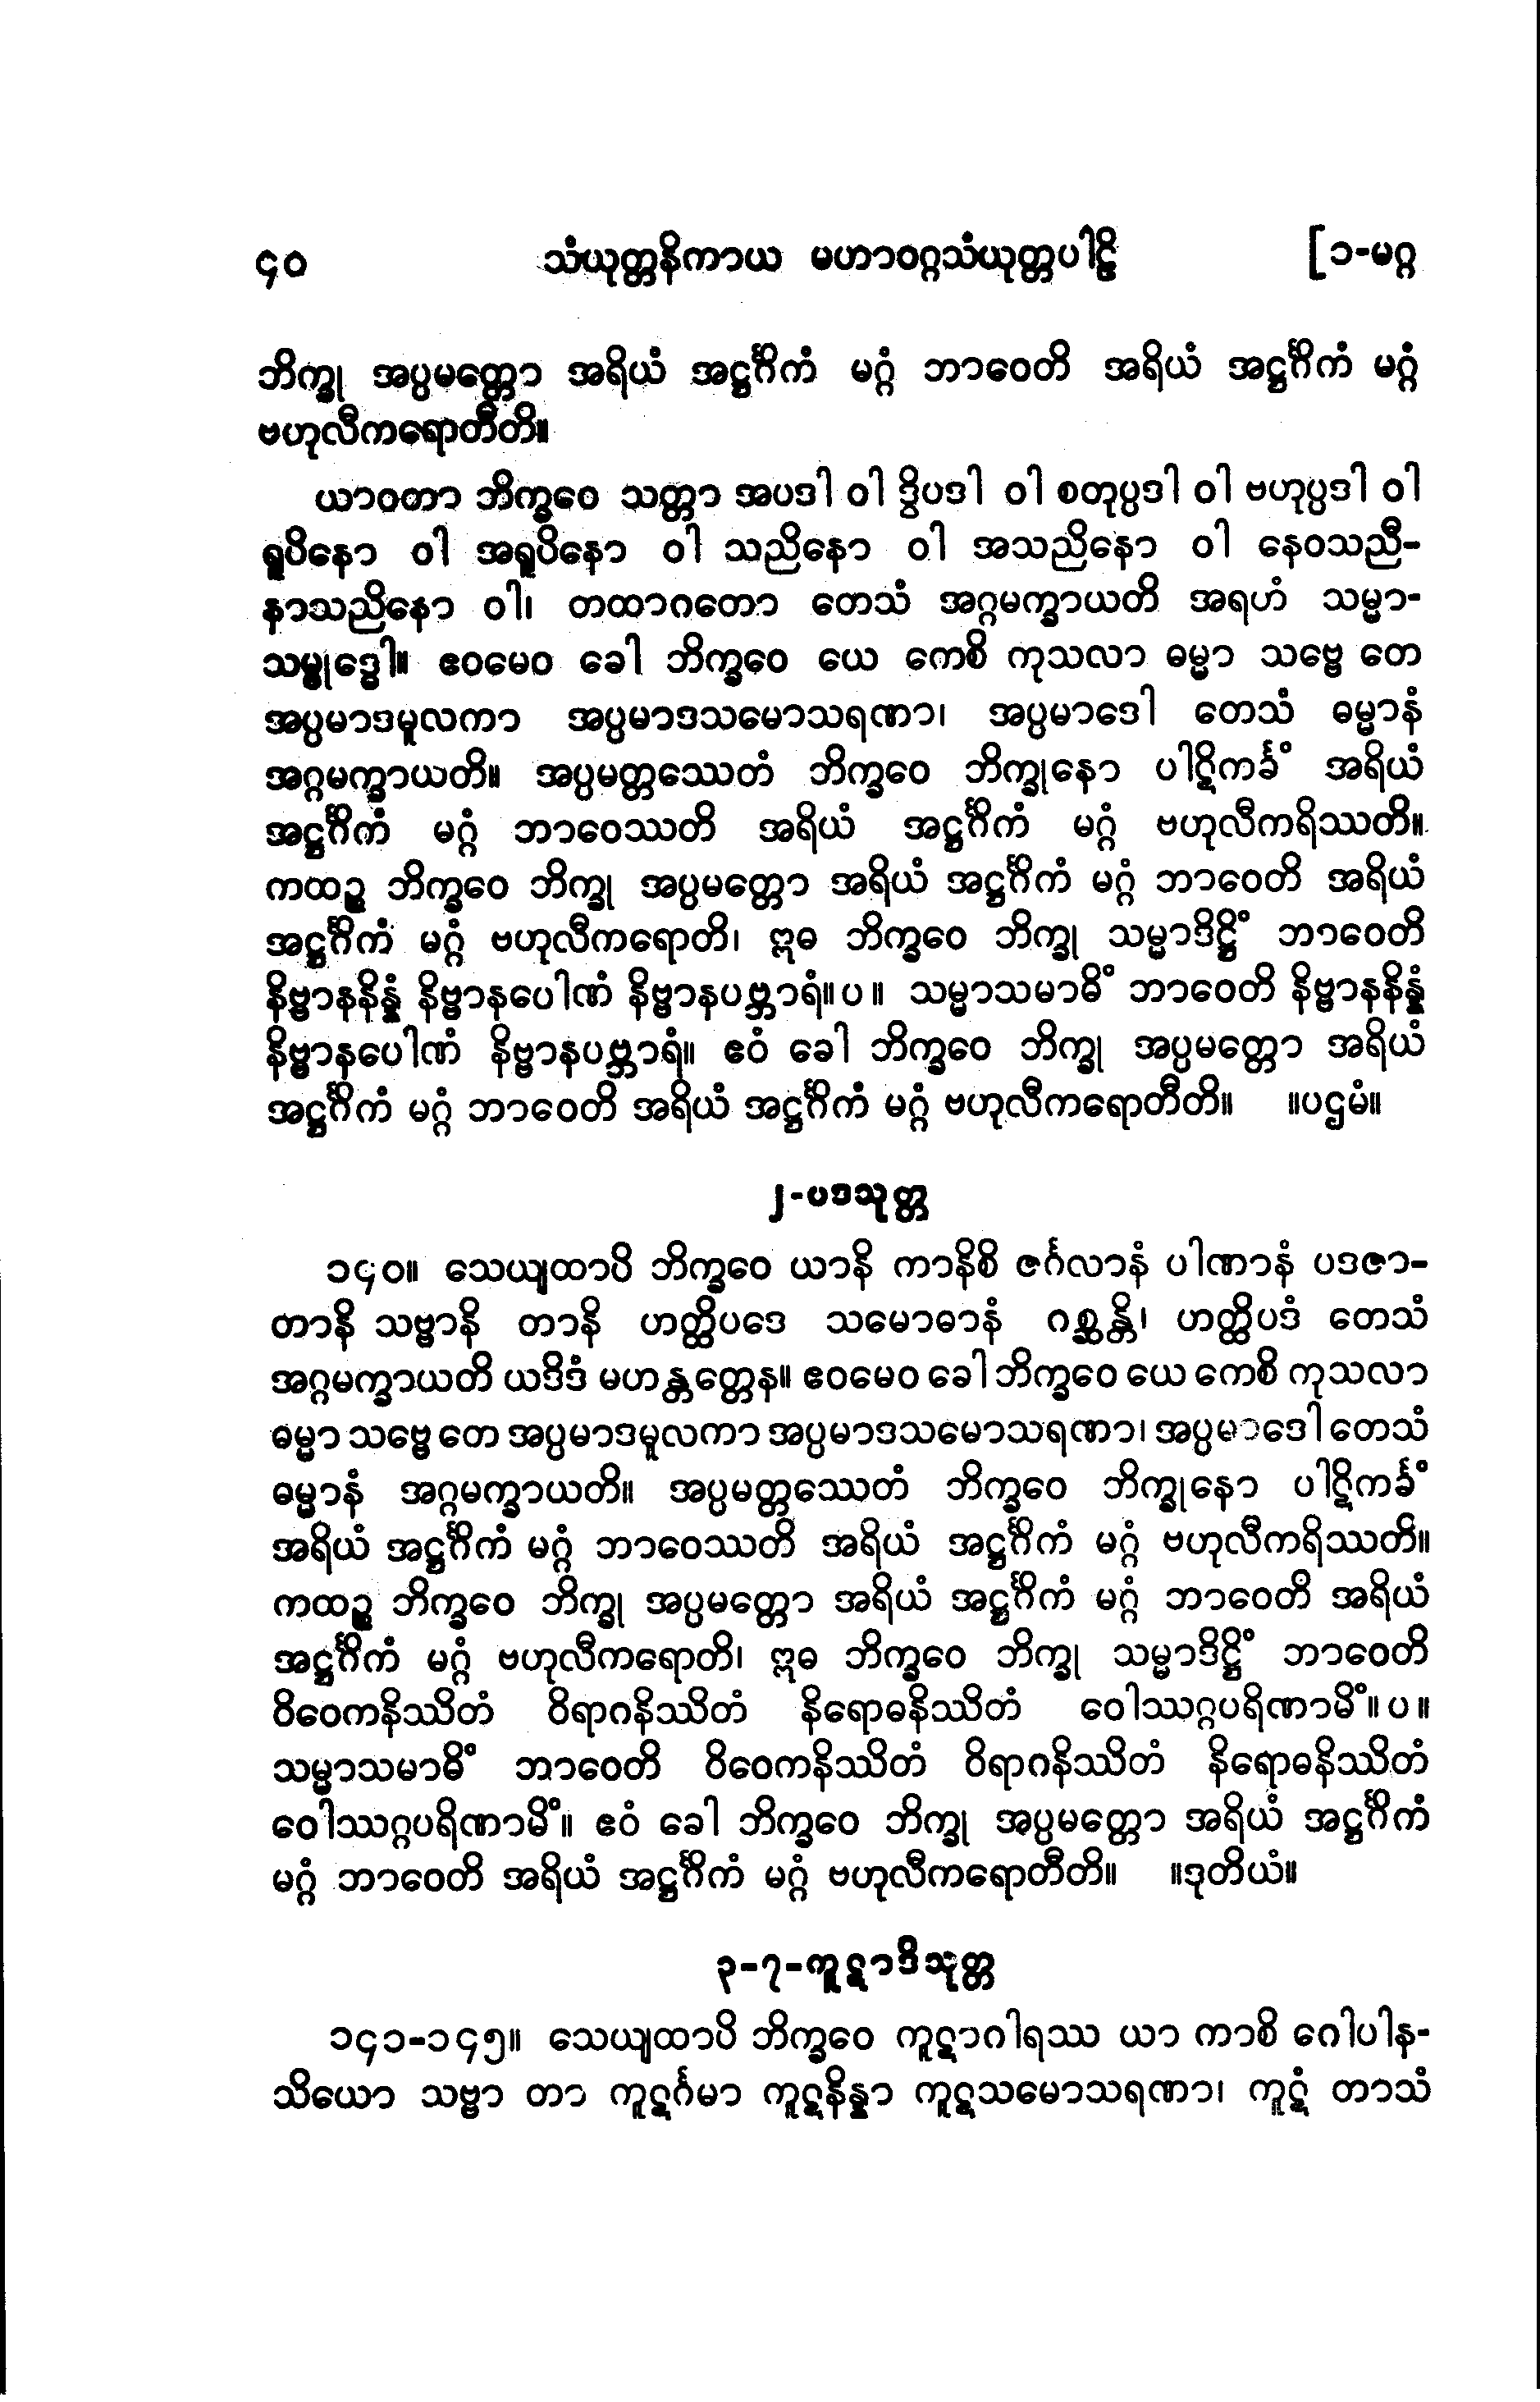 ၄၀ သံယုတ္တနိကာယ မဟာဝဂ္ဂသံယုတ္တပါဠိ [၁-မဂ္ဂ
ဘိက္ခု အပ္ပမတ္တော အရိယံ အဋ္ဌင်္ဂိကံ မဂ္ဂံ ဘာဝေတိ အရိယံ အဋ္ဌင်္ဂိကံ မဂ္ဂံ
ဗဟုလီကရောတီတိ။
ယာဝတာ ဘိက္ခဝေ သတ္တာ အပဒါ ဝါ ဒွိပဒါ ဝါ စတုပ္ပဒါ ဝါ ဗဟုပ္ပဒါ ဝါ
ရူပိနော ဝါ အရူပိနော ဝါ သညိနော ဝါ အသညိနော ဝါ နေဝသညီ-
နာသညိနော ဝါ၊ တထာဂတော တေသံ အဂ္ဂမက္ခာယတိ အရဟံ သမ္မာ-
သမ္ဗုဒ္ဓေါ။ ဧဝမေဝ ခေါ ဘိက္ခဝေ ယေ ကေစိ ကုသလာ ဓမ္မာ သဗ္ဗေ တေ
အပ္ပမာဒမူလကာ အပ္ပမာဒသမောသရဏာ၊ အပ္ပမာဒေါ တေသံ ဓမ္မာနံ
အဂ္ဂမက္ခာယတိ။ အပ္ပမတ္တဿေတံ ဘိက္ခဝေ ဘိက္ခုနော ပါဋိကင်္ခံ အရိယံ
အဋ္ဌင်္ဂိကံ မဂ္ဂံ ဘာဝေဿတိ အရိယံ အဋ္ဌင်္ဂိကံ မဂ္ဂံ ဗဟုလီကရိဿတိ။
ကထဉ္စ ဘိက္ခဝေ ဘိက္ခု အပ္ပမတ္တော အရိယံ အဋ္ဌင်္ဂိကံ မဂ္ဂံ ဘာဝေတိ အရိယံ
အဋ္ဌင်္ဂိကံ မဂ္ဂံ ဗဟုလီကရောတိ၊ ဣဓ ဘိက္ခဝေ ဘိက္ခု သမ္မာဒိဋ္ဌိံ ဘာဝေတိ
နိဗ္ဗာနနိန္နံ နိဗ္ဗာနပေါဏံ နိဗ္ဗာနပဗ္ဘာရံ။ပ။ သမ္မာသမာဓိံ ဘာဝေတိ နိဗ္ဗာနနိန္နံ
နိဗ္ဗာနပေါဏံ နိဗ္ဗာနပဗ္ဘာရံ။ ဧဝံ ခေါ ဘိက္ခဝေ ဘိက္ခု အပ္ပမတ္တော အရိယံ
အဋ္ဌင်္ဂိကံ မဂ္ဂံ ဘာဝေတိ အရိယံ အဋ္ဌင်္ဂိကံ မဂ္ဂံ ဗဟုလီကရောတီတိ။ ။ပဌမံ။
၂-ပဒသုတ္တ
၁၄၀။ သေယျထာပိ ဘိက္ခဝေ ယာနိ ကာနိစိ ဇင်္ဂလာနံ ပါဏာနံ ပဒဇာ-
တာနိ သဗ္ဗာနိ တာနိ ဟတ္ထိပဒေ သမောဓာနံ ဂစ္ဆန္တိ၊ ဟတ္ထိပဒံ တေသံ
အဂ္ဂမက္ခာယတိ ယဒိဒံ မဟန္တတ္တေန။ ဧဝမေဝ ခေါ ဘိက္ခဝေ ယေ ကေစိ ကုသလာ
ဓမ္မာ သဗ္ဗေ တေ အပ္ပမာဒမူလကာ အပ္ပမာဒသမောသရဏာ၊ အပ္ပမာဒေါ တေသံ
ဓမ္မာနံ အဂ္ဂမက္ခာယတိ။ အပ္ပမတ္တဿေတံ ဘိက္ခဝေ ဘိက္ခုနော ပါဋိကင်္ခံ
အရိယံ အဋ္ဌင်္ဂိကံ မဂ္ဂံ ဘာဝေဿတိ အရိယံ အဋ္ဌင်္ဂိကံ မဂ္ဂံ ဗဟုလီကရိဿတိ။
ကထဉ္စ ဘိက္ခဝေ ဘိက္ခု အပ္ပမတ္တော အရိယံ အဋ္ဌင်္ဂိကံ မဂ္ဂံ ဘာဝေတိ အရိယံ
အဋ္ဌင်္ဂိကံ မဂ္ဂံ ဗဟုလီကရောတိ၊ ဣဓ ဘိက္ခဝေ ဘိက္ခု သမ္မာဒိဋ္ဌိံ ဘာဝေတိ
ဝိဝေကနိဿိတံ ဝိရာဂနိဿိတံ နိရောဓနိဿိတံ ဝေါဿဂ္ဂပရိဏာမိံ။ပ။
သမ္မာသမာဓိံ ဘာဝေတိ ဝိဝေကနိဿိတံ ဝိရာဂနိဿိတံ နိရောဓနိဿိတံ
ဝေါဿဂ္ဂပရိဏာမိံ။ ဧဝံ ခေါ ဘိက္ခဝေ ဘိက္ခု အပ္ပမတ္တော အရိယံ အဋ္ဌင်္ဂိကံ
မဂ္ဂံ ဘာဝေတိ အရိယံ အဋ္ဌင်္ဂိကံ မဂ္ဂံ ဗဟုလီကရောတီတိ။ ။ဒုတိယံ။
၃-၇-ကူဋာဒိသုတ္တ
၁၄၁-၁၄၅။ သေယျထာပိ ဘိက္ခဝေ ကူဋာဂါရဿ ယာ ကာစိ ဂေါပါန-
သိယော သဗ္ဗာ တာ ကူဋင်္ဂမာ ကူဋနိန္နာ ကူဋသမောသရဏာ၊ ကူဋံ တာသံ